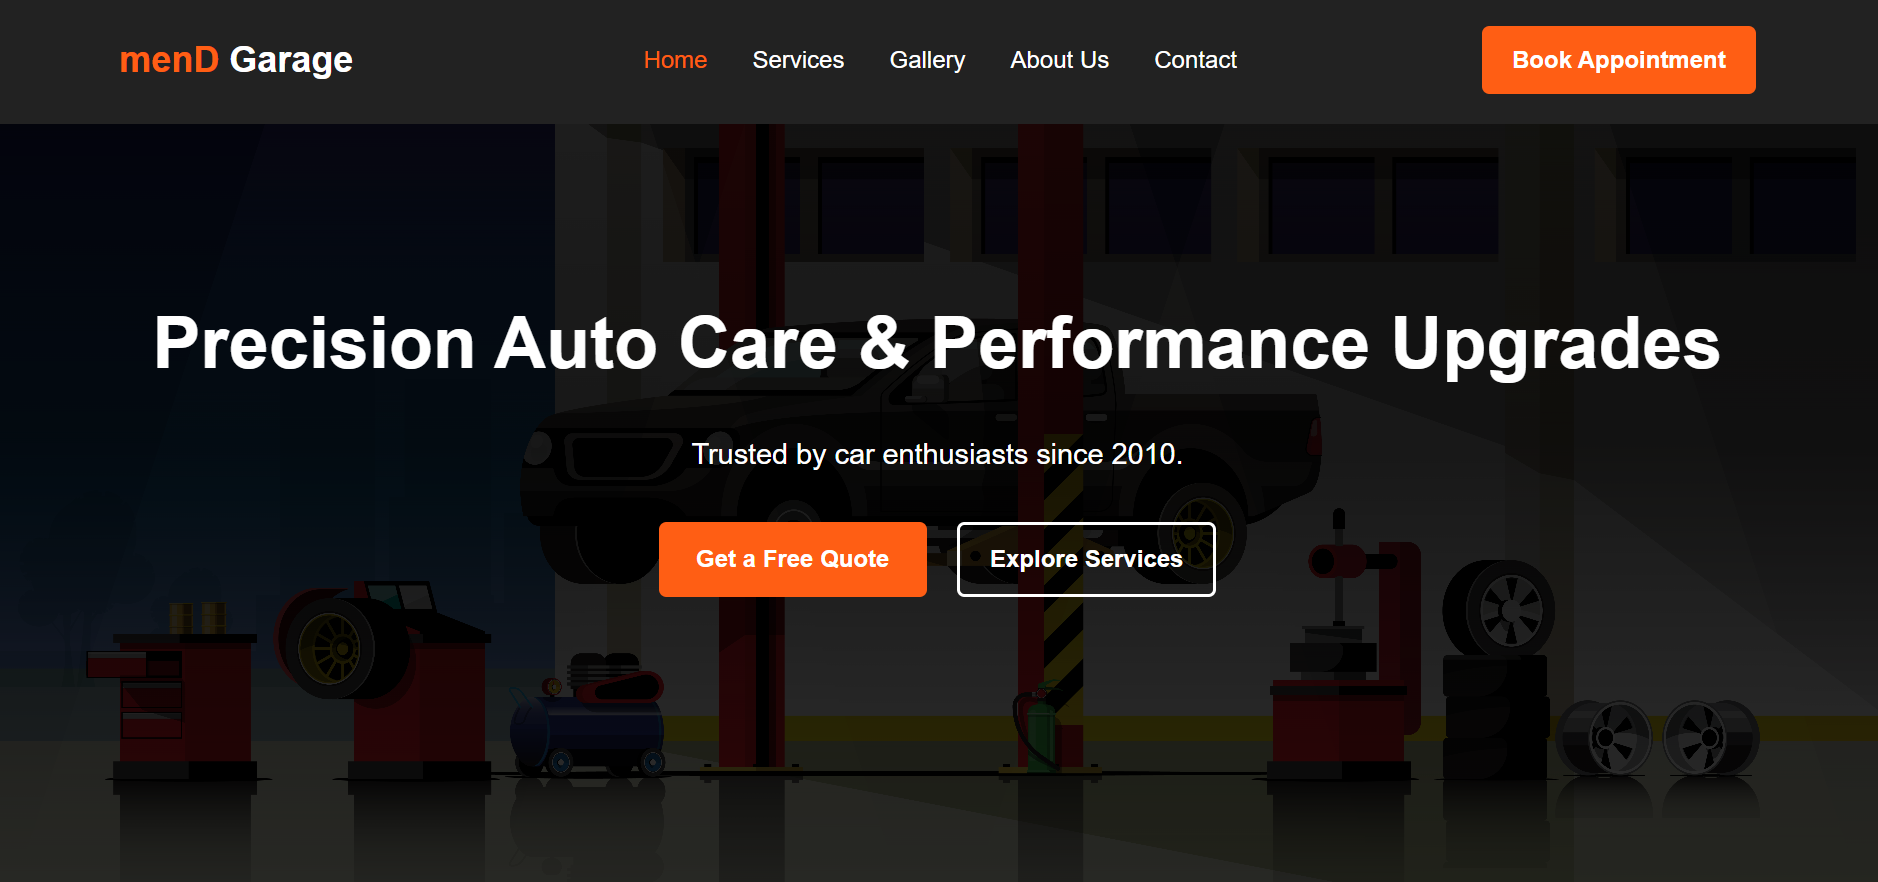 menD Garage
Home
Services
Gallery
About Us
Contact
Book Appointment
Precision Auto Care & Performance Upgrades
Trusted by car enthusiasts since 2010.
Get a Free Quote
Explore Services